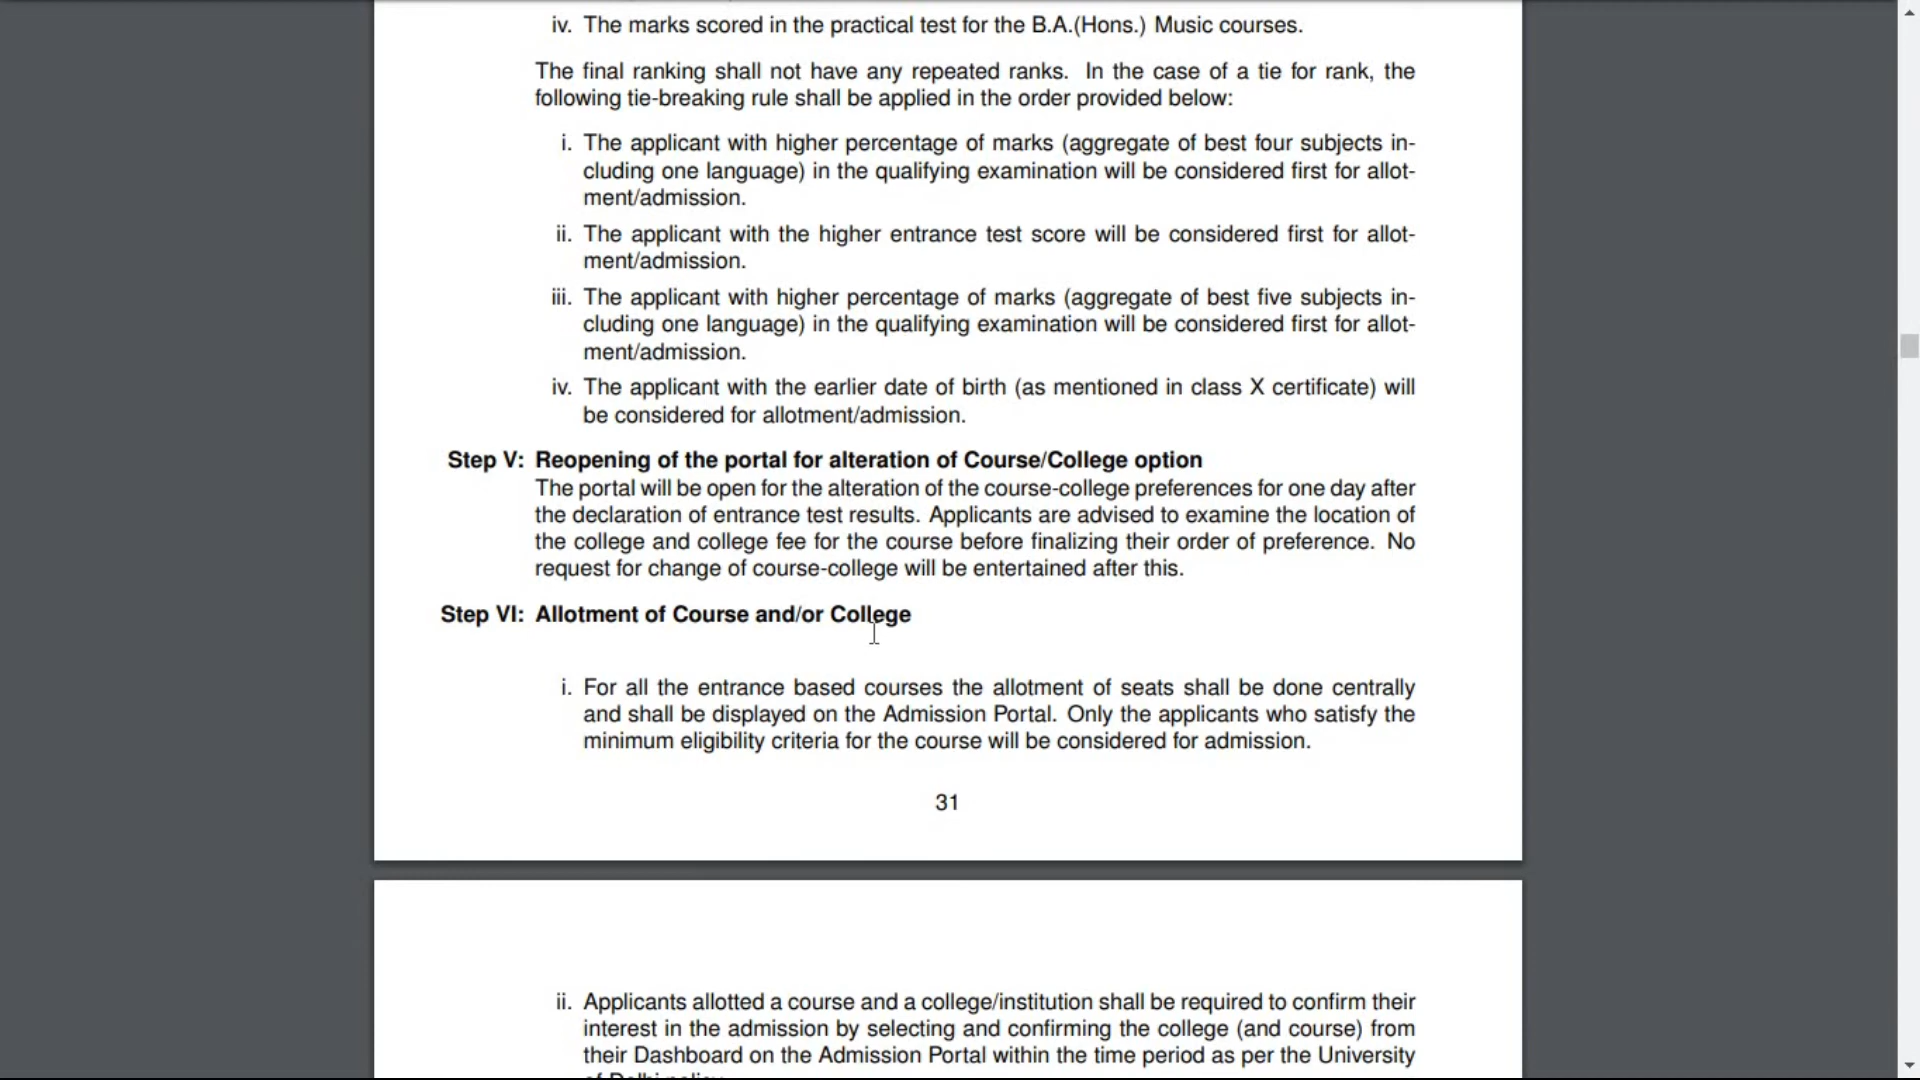 iv. The marks scored in the practical test for the B.A.(Hons.) Music courses.
The final ranking shall not have any repeated ranks. In the case of a tie for rank, the
following tie-breaking rule shall be applied in the order provided below:
i. The applicant with higher percentage of marks (aggregate of best four subjects in-
cluding one language) in the qualifying examination will be considered first for allot-
ment/admission.
ii. The applicant with the higher entrance test score will be considered first for allot-
ment/admission.
iii. The applicant with higher percentage of marks (aggregate of best five subjects in-
cluding one language) in the qualifying examination will be considered first for allot-
ment/admission.
iv. The applicant with the earlier date of birth (as mentioned in class X certificate) will
be considered for allotment/admission.
Step V: Reopening of the portal for alteration of Course/College option
The portal will be open for the alteration of the course-college preferences for one day after
the declaration of entrance test results. Applicants are advised to examine the location of
the college and college fee for the course before finalizing their order of preference. No
request for change of course-college will be entertained after this.
Step VI: Allotment of Course and/or College
i. For all the entrance based courses the allotment of seats shall be done centrally
and shall be displayed on the Admission Portal. Only the applicants who satisfy the
minimum eligibility criteria for the course will be considered for admission.
31
ii. Applicants allotted a course and a college/institution shall be required to confirm their
interest in the admission by selecting and confirming the college (and course) from
their Dashboard on the Admission Portal within the time period as per the University
of Delhi policy